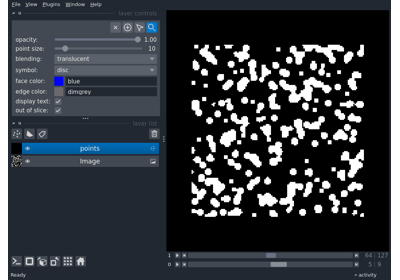 File View Plugins Window Help
layer controls
opacity: 1.00
point size: 10
blending: translucent
symbol: disc
face color: blue
edge color: dimgrey
display text:
out of slice:
layer list
points
Image
1 64 127
0 5 9
Ready activity